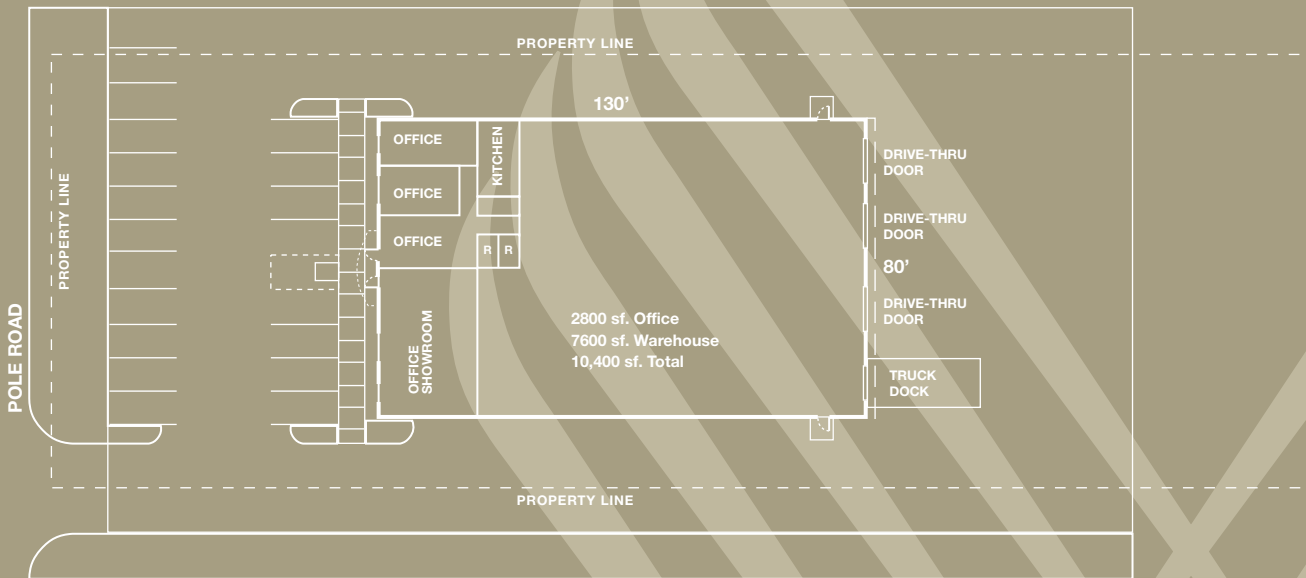 PROPERTY LINE
130’
OFFICE
KITCHEN
DRIVE-THRU
DOOR
OFFICE
PROPERTY LINE
DRIVE-THRU
DOOR
OFFICE
R R
80’
DRIVE-THRU
DOOR
2800 sf. Office
7600 sf. Warehouse
10,400 sf. Total
OFFICE
SHOWROOM
POLE ROAD
TRUCK
DOCK
PROPERTY LINE